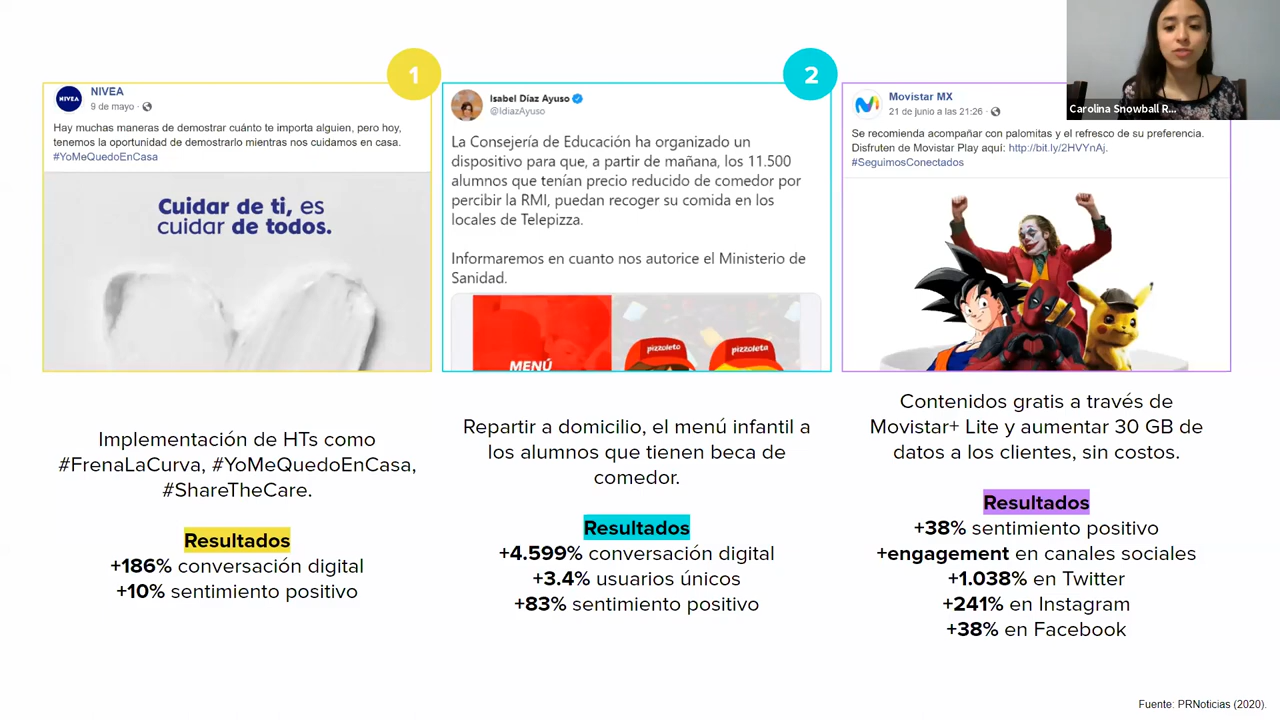 1
NIVEA
NIVEA
9 de mayo ·
Hay muchas maneras de demostrar cuánto te importa alguien, pero hoy,
tenemos la oportunidad de demostrarlo mientras nos cuidamos en casa.
#YoMeQuedoEnCasa
Cuidar de ti, es
cuidar de todos.
Implementación de HTs como
#FrenaLaCurva, #YoMeQuedoEnCasa,
#ShareTheCare.
Resultados
+186% conversación digital
+10% sentimiento positivo
2
Isabel Díaz Ayuso
@IdiazAyuso
La Consejería de Educación ha organizado un
dispositivo para que, a partir de mañana, los 11.500
alumnos que tenían precio reducido de comedor por
percibir la RMI, puedan recoger su comida en los
locales de Telepizza.
Informaremos en cuanto nos autorice el Ministerio de
Sanidad.
MENÚ
pizzoleto
pizzoleta
Repartir a domicilio, el menú infantil a
los alumnos que tienen beca de
comedor.
Resultados
+4.599% conversación digital
+3.4% usuarios únicos
+83% sentimiento positivo
Carolina Snowball R...
Movistar MX
21 de junio a las 21:26 ·
Se recomienda acompañar con palomitas y el refresco de su preferencia.
Disfruten de Movistar Play aquí: http://bit.ly/2HVYnAj.
#SeguimosConectados
Contenidos gratis a través de
Movistar+ Lite y aumentar 30 GB de
datos a los clientes, sin costos.
Resultados
+38% sentimiento positivo
+engagement en canales sociales
+1.038% en Twitter
+241% en Instagram
+38% en Facebook
Fuente: PRNoticias (2020).